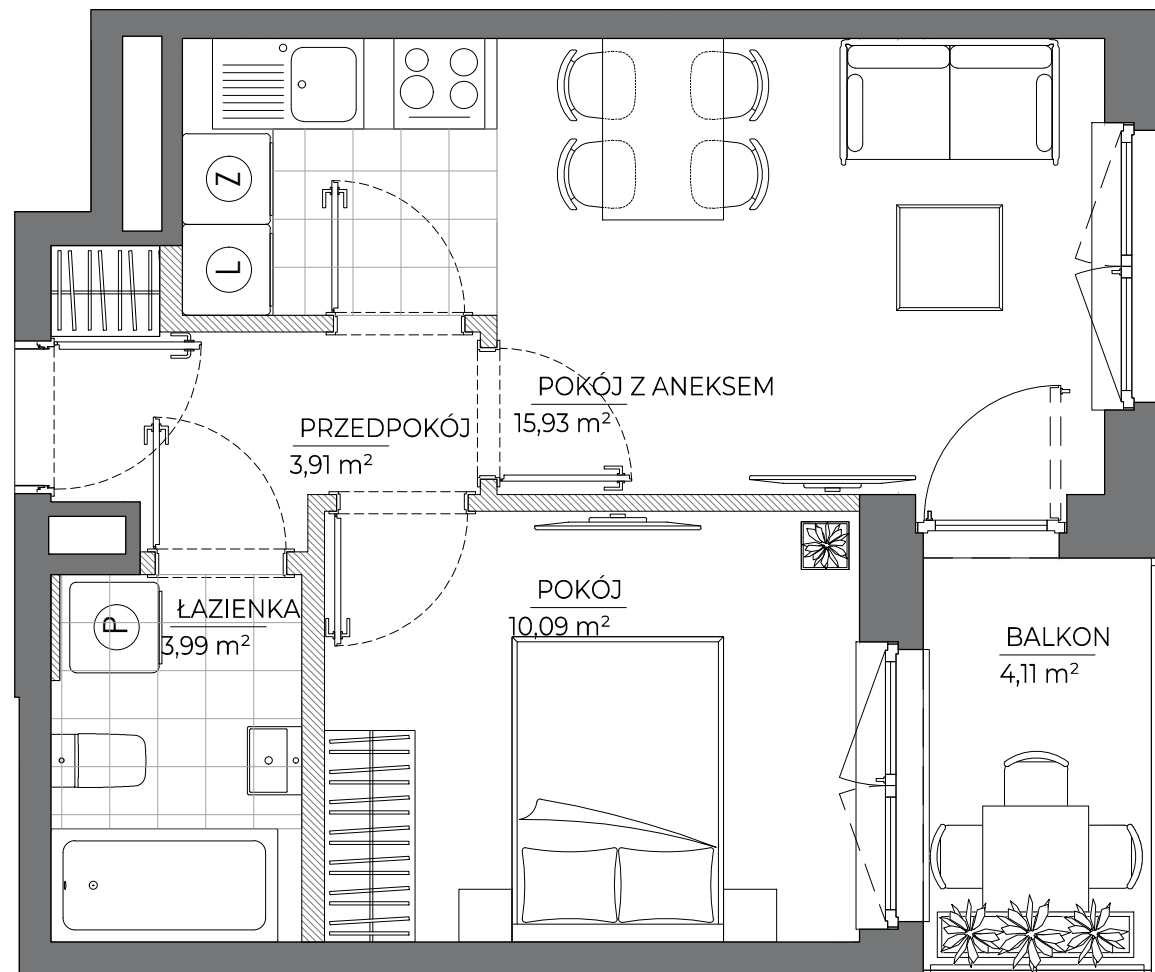 Z
L
POKÓJ Z ANEKSEM
15,93 m²
PRZEDPOKÓJ
3,91 m²
POKÓJ
10,09 m²
P
ŁAZIENKA
3,99 m²
BALKON
4,11 m²